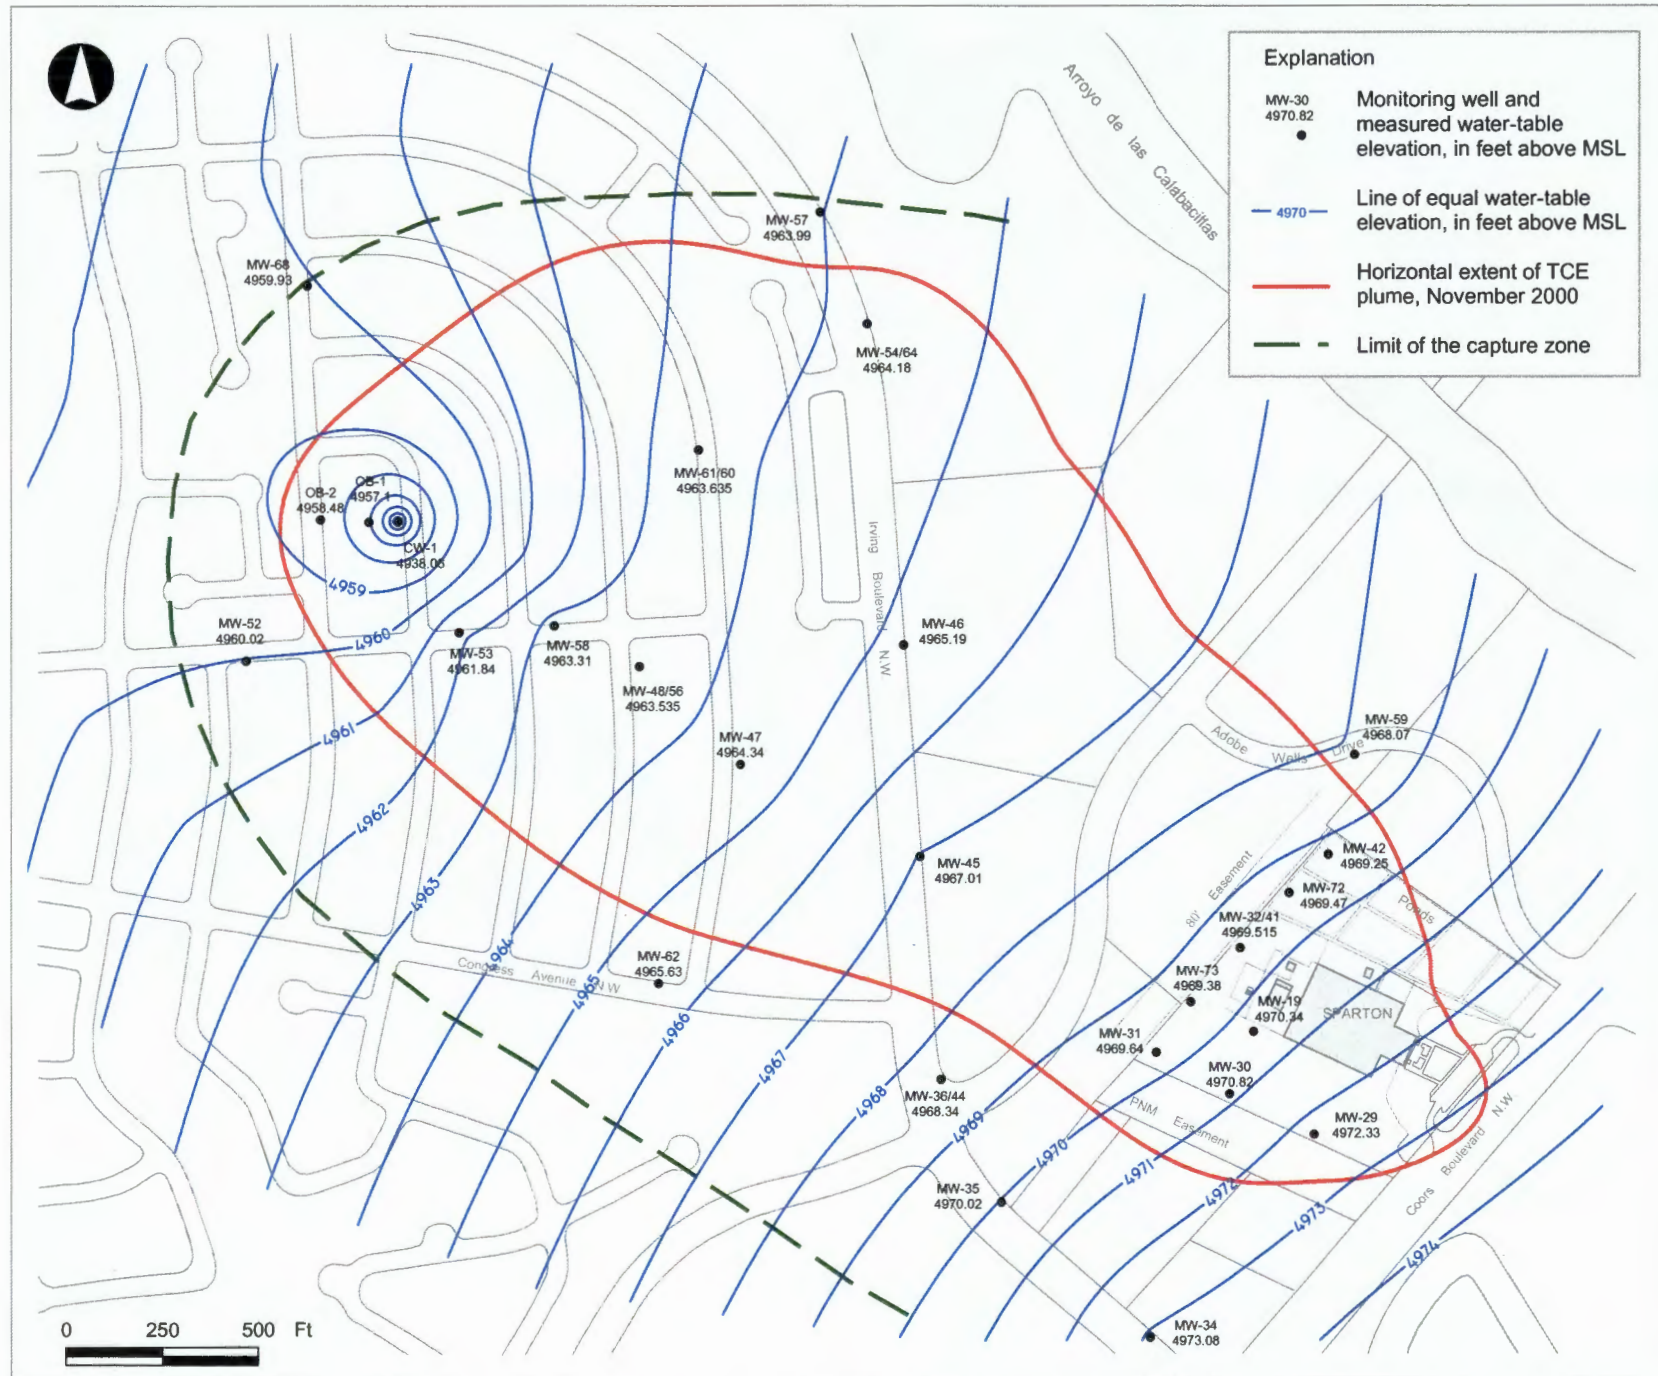 Explanation
MW-30
4970.82
Monitoring well and
measured water-table
elevation, in feet above MSL
4970
Line of equal water-table
elevation, in feet above MSL
Horizontal extent of TCE
plume, November 2000
Limit of the capture zone
Arroyo de las Calabacillas
MW-57
4963.99
MW-68
4959.93
MW-54/64
4964.18
MW-61/60
4963.635
OB-1
4957.1
OB-2
4958.48
CW-1
4938.05
4959
Irving Boulevard N.W
MW-52
4960.02
4960
MW-53
4961.84
MW-58
4963.31
MW-46
4965.19
MW-48/56
4963.535
4961
MW-47
4964.34
MW-59
4968.07
Adobe Wells Drive
4962
MW-45
4967.01
MW-42
4969.25
80' Easement
MW-72
4969.47
Ponds
4963
MW-32/41
4969.515
4964
Congress Avenue N W
MW-62
4965.63
4965
MW-73
4969.38
MW-19
4970.34
SPARTON
4966
MW-31
4969.64
4967
MW-30
4970.82
MW-36/44
4968.34
4968
PNM Easement
MW-29
4972.33
4969
4970
4971
MW-35
4970.02
4972
4973
Coors Boulevard N.W
4974
MW-34
4973.08
0 250 500 Ft